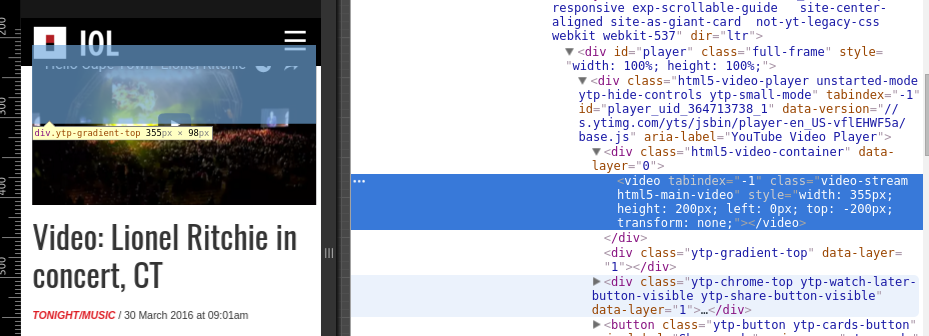 IOL
Hello Cape Town Lionel Ritchie
div.ytp-gradient-top 355px × 98px
Video: Lionel Ritchie in
concert, CT
TONIGHT/MUSIC / 30 March 2016 at 09:01am
200
300
400
500
responsive exp-scrollable-guide   site-center-
aligned site-as-giant-card  not-yt-legacy-css
webkit webkit-537" dir="ltr">
▼<div id="player" class="full-frame" style=
"width: 100%; height: 100%;">
▼<div class="html5-video-player unstarted-mode
ytp-hide-controls ytp-small-mode" tabindex="-1"
id="player_uid_364713738_1" data-version="//
s.ytimg.com/yts/jsbin/player-en_US-vflEHWF5a/
base.js" aria-label="YouTube Video Player">
▼<div class="html5-video-container" data-
layer="0">
<video tabindex="-1" class="video-stream
html5-main-video" style="width: 355px;
height: 200px; left: 0px; top: -200px;
transform: none;"></video>
</div>
<div class="ytp-gradient-top" data-layer=
"1"></div>
▶<div class="ytp-chrome-top ytp-watch-later-
button-visible ytp-share-button-visible"
data-layer="1">…</div>
▶<button class="ytp-button ytp-cards-button"